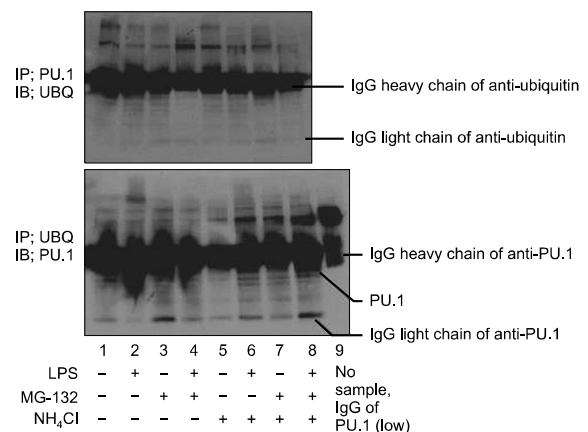 IP; PU.1
IB; UBQ
IgG heavy chain of anti-ubiquitin
IgG light chain of anti-ubiquitin
IP; UBQ
IB; PU.1
IgG heavy chain of anti-PU.1
PU.1
IgG light chain of anti-PU.1
1 2 3 4 5 6 7 8 9
LPS – + – + – + – + No
sample,
MG-132 – – + + – – + + IgG of
NH₄Cl – – – – + + + + PU.1 (low)